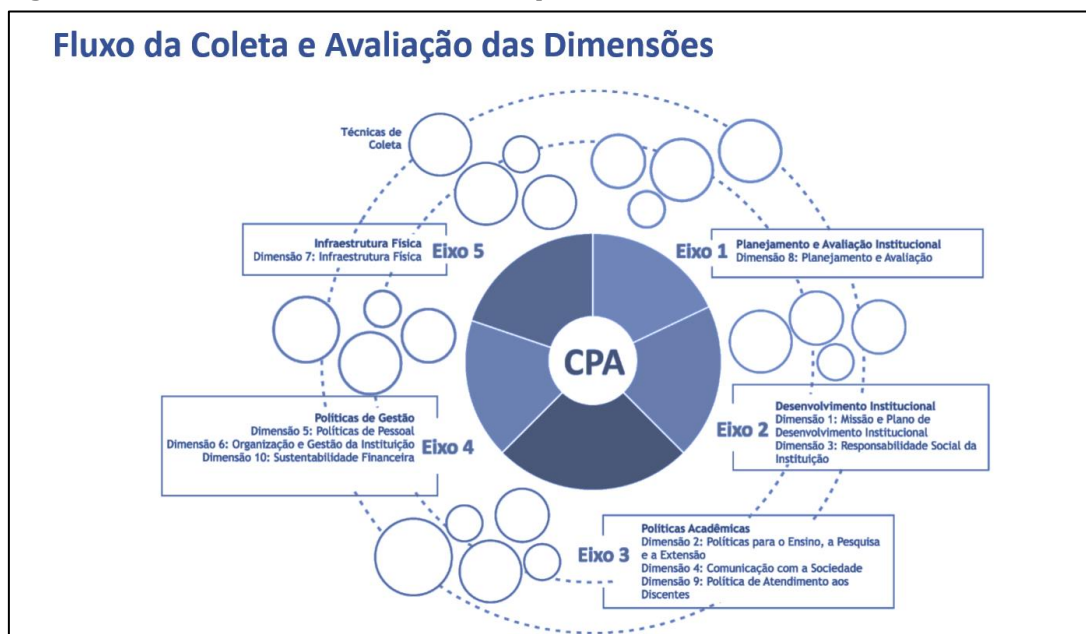 Fluxo da Coleta e Avaliação das Dimensões
Técnicas de
Coleta
Infraestrutura Física
Dimensão 7: Infraestrutura Física
Eixo 5
Eixo 1
Planejamento e Avaliação Institucional
Dimensão 8: Planejamento e Avaliação
CPA
Políticas de Gestão
Dimensão 5: Políticas de Pessoal
Dimensão 6: Organização e Gestão da Instituição
Dimensão 10: Sustentabilidade Financeira
Eixo 4
Eixo 2
Desenvolvimento Institucional
Dimensão 1: Missão e Plano de
Desenvolvimento Institucional
Dimensão 3: Responsabilidade Social da
Instituição
Eixo 3
Políticas Acadêmicas
Dimensão 2: Políticas para o Ensino, a Pesquisa
e a Extensão
Dimensão 4: Comunicação com a Sociedade
Dimensão 9: Política de Atendimento aos
Discentes